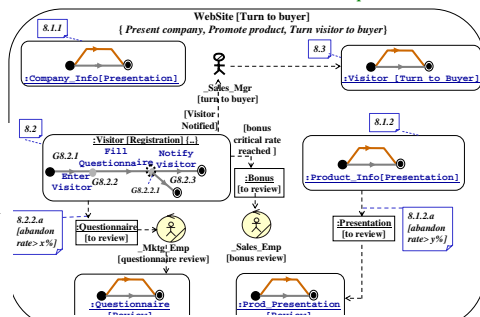 WebSite [Turn to buyer]
{ Present company, Promote product, Turn visitor to buyer}
8.1.1
:Company_Info[Presentation]
8.3
:Visitor [Turn to Buyer]
_Sales_Mgr
[turn to buyer]
[Visitor
Notified]
8.2
:Visitor [Registration] {..}
Fill
Questionnaire
Notify
Visitor
G8.2.1
G8.2.2
G8.2.3
G8.2.2.1
Enter
Visitor
[bonus
critical rate
reached ]
:Bonus
[to review]
8.1.2
:Product_Info[Presentation]
8.2.2.a
[abandon
rate> x%]
:Questionnaire
[to review]
_Mktg_Emp
[questionnaire review]
_Sales_Emp
[bonus review]
:Presentation
[to review]
8.1.2.a
[abandon
rate> y%]
:Questionnaire
[Review]
:Prod_Presentation
[Review]